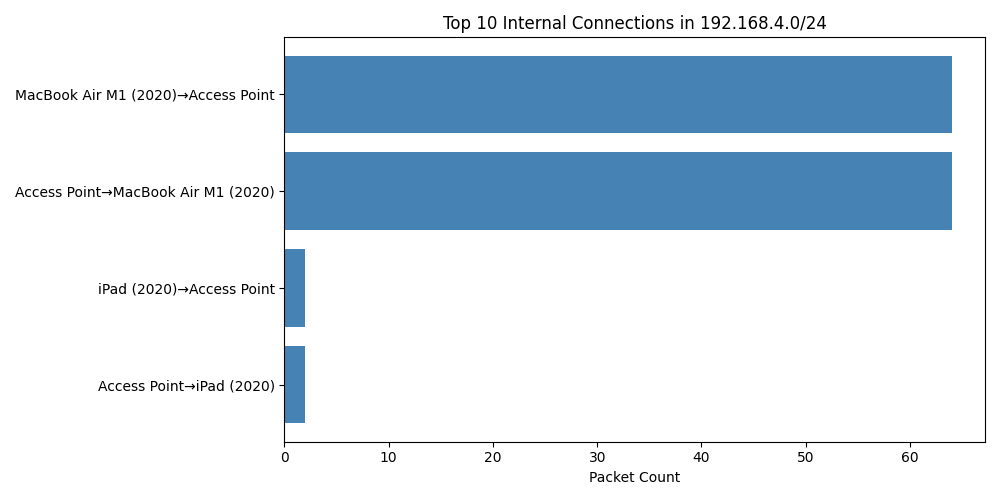 Top 10 Internal Connections in 192.168.4.0/24
MacBook Air M1 (2020)→Access Point
Access Point→MacBook Air M1 (2020)
iPad (2020)→Access Point
Access Point→iPad (2020)
0 10 20 30 40 50 60
Packet Count